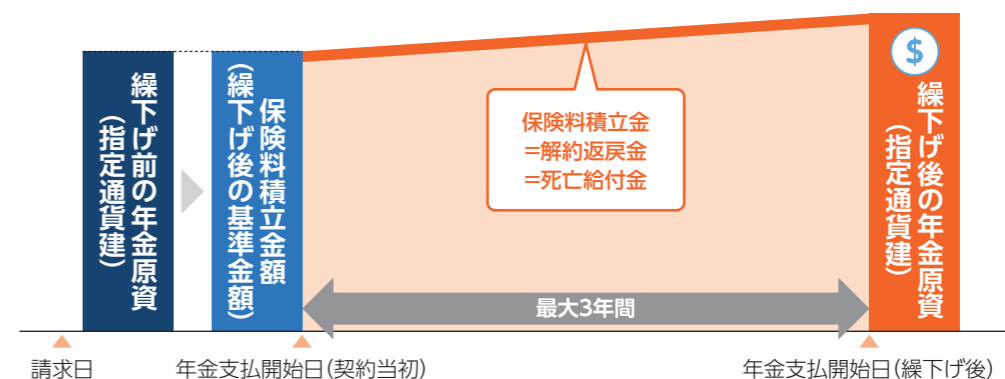 繰下げ前の年金原資
（指定通貨建）
保険料積立金額
（繰下げ後の基準金額）
保険料積立金
=解約返戻金
=死亡給付金
$
繰下げ後の年金原資
（指定通貨建）
最大3年間
請求日
年金支払開始日（契約当初）
年金支払開始日（繰下げ後）